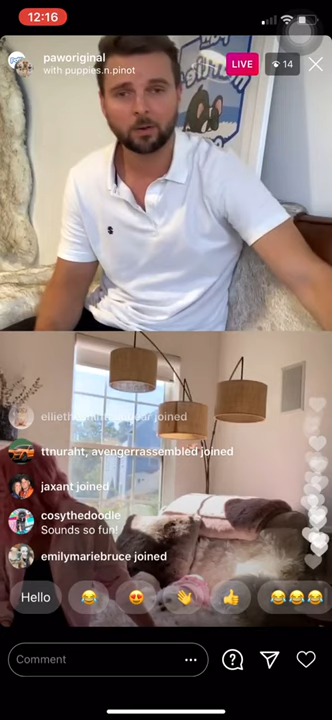 12:16
paworiginal
with puppies.n.pinot
LIVE
14
joined
ttnuraht, avengerrassembled joined
jaxant joined
cosythedoodle
Sounds so fun!
emilymariebruce joined
Hello
Comment